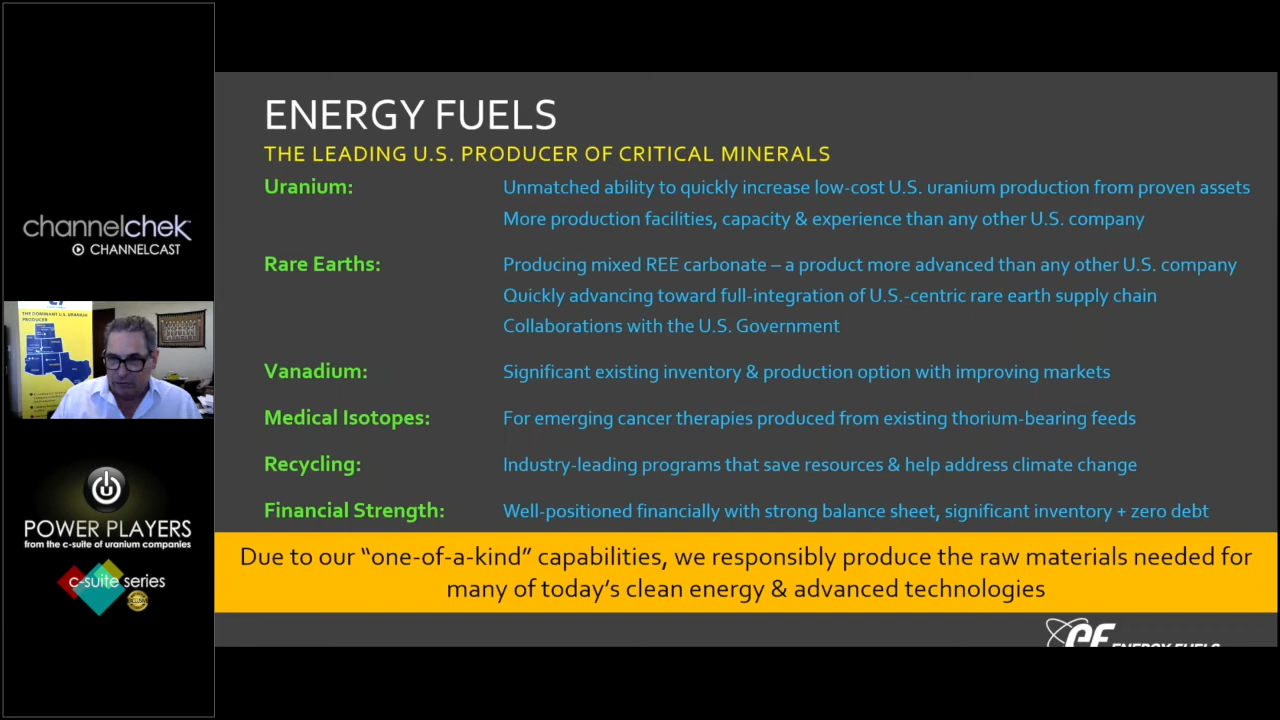 channelchek
CHANNELCAST
THE DOMINANT U.S. URANIUM
PRODUCER
POWER PLAYERS
from the c-suite of uranium companies
c-suite series
ENERGY FUELS
THE LEADING U.S. PRODUCER OF CRITICAL MINERALS
Uranium: Unmatched ability to quickly increase low-cost U.S. uranium production from proven assets
More production facilities, capacity & experience than any other U.S. company
Rare Earths: Producing mixed REE carbonate – a product more advanced than any other U.S. company
Quickly advancing toward full-integration of U.S.-centric rare earth supply chain
Collaborations with the U.S. Government
Vanadium: Significant existing inventory & production option with improving markets
Medical Isotopes: For emerging cancer therapies produced from existing thorium-bearing feeds
Recycling: Industry-leading programs that save resources & help address climate change
Financial Strength: Well-positioned financially with strong balance sheet, significant inventory + zero debt
Due to our “one-of-a-kind” capabilities, we responsibly produce the raw materials needed for
many of today’s clean energy & advanced technologies
ef ENERGY FUELS